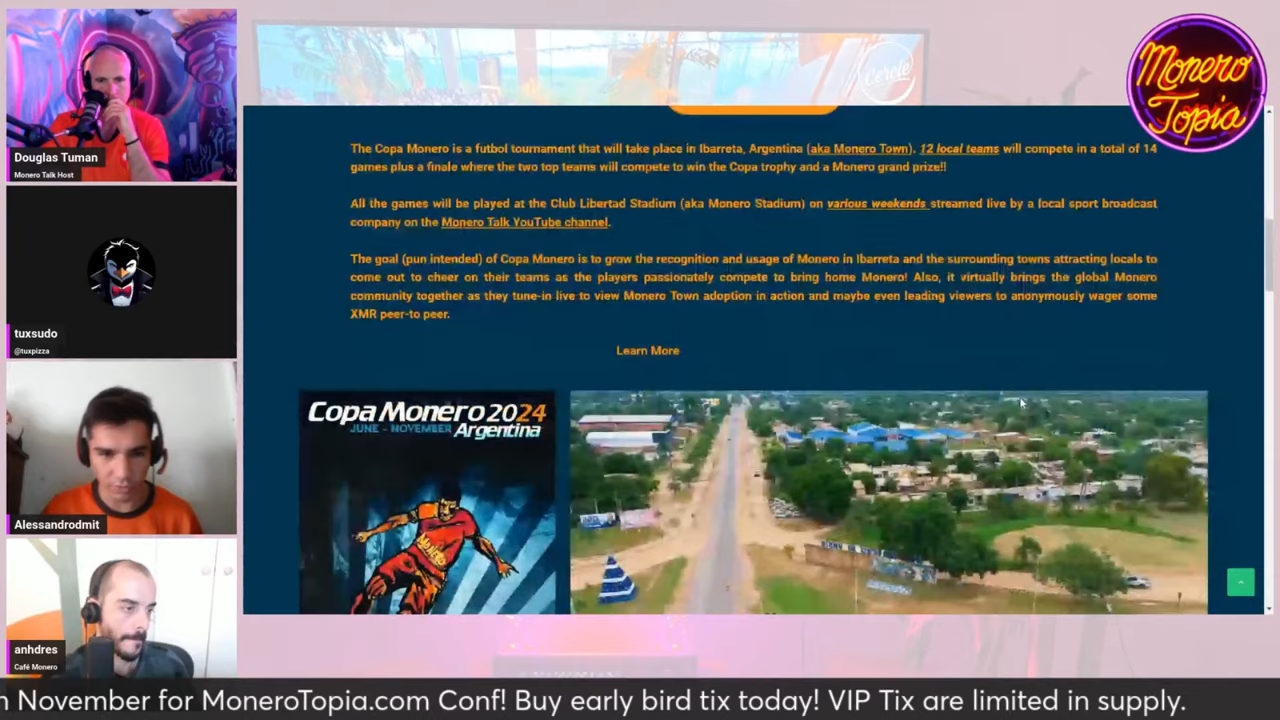 Douglas Tuman
Monero Talk Host
tuxsudo
@tuxpizza
Alessandrodmit
anhdres
Café Monero
Cercle
Monero
Topia
The Copa Monero is a futbol tournament that will take place in Ibarreta, Argentina (aka Monero Town). 12 local teams will compete in a total of 14
games plus a finale where the two top teams will compete to win the Copa trophy and a Monero grand prize!!
All the games will be played at the Club Libertad Stadium (aka Monero Stadium) on various weekends streamed live by a local sport broadcast
company on the Monero Talk YouTube channel.
The goal (pun intended) of Copa Monero is to grow the recognition and usage of Monero in Ibarreta and the surrounding towns attracting locals to
come out to cheer on their teams as the players passionately compete to bring home Monero! Also, it virtually brings the global Monero
community together as they tune-in live to view Monero Town adoption in action and maybe even leading viewers to anonymously wager some
XMR peer-to peer.
Learn More
Copa Monero 2024
JUNE - NOVEMBER Argentina
MONERO
n November for MoneroTopia.com Conf! Buy early bird tix today! VIP Tix are limited in supply.